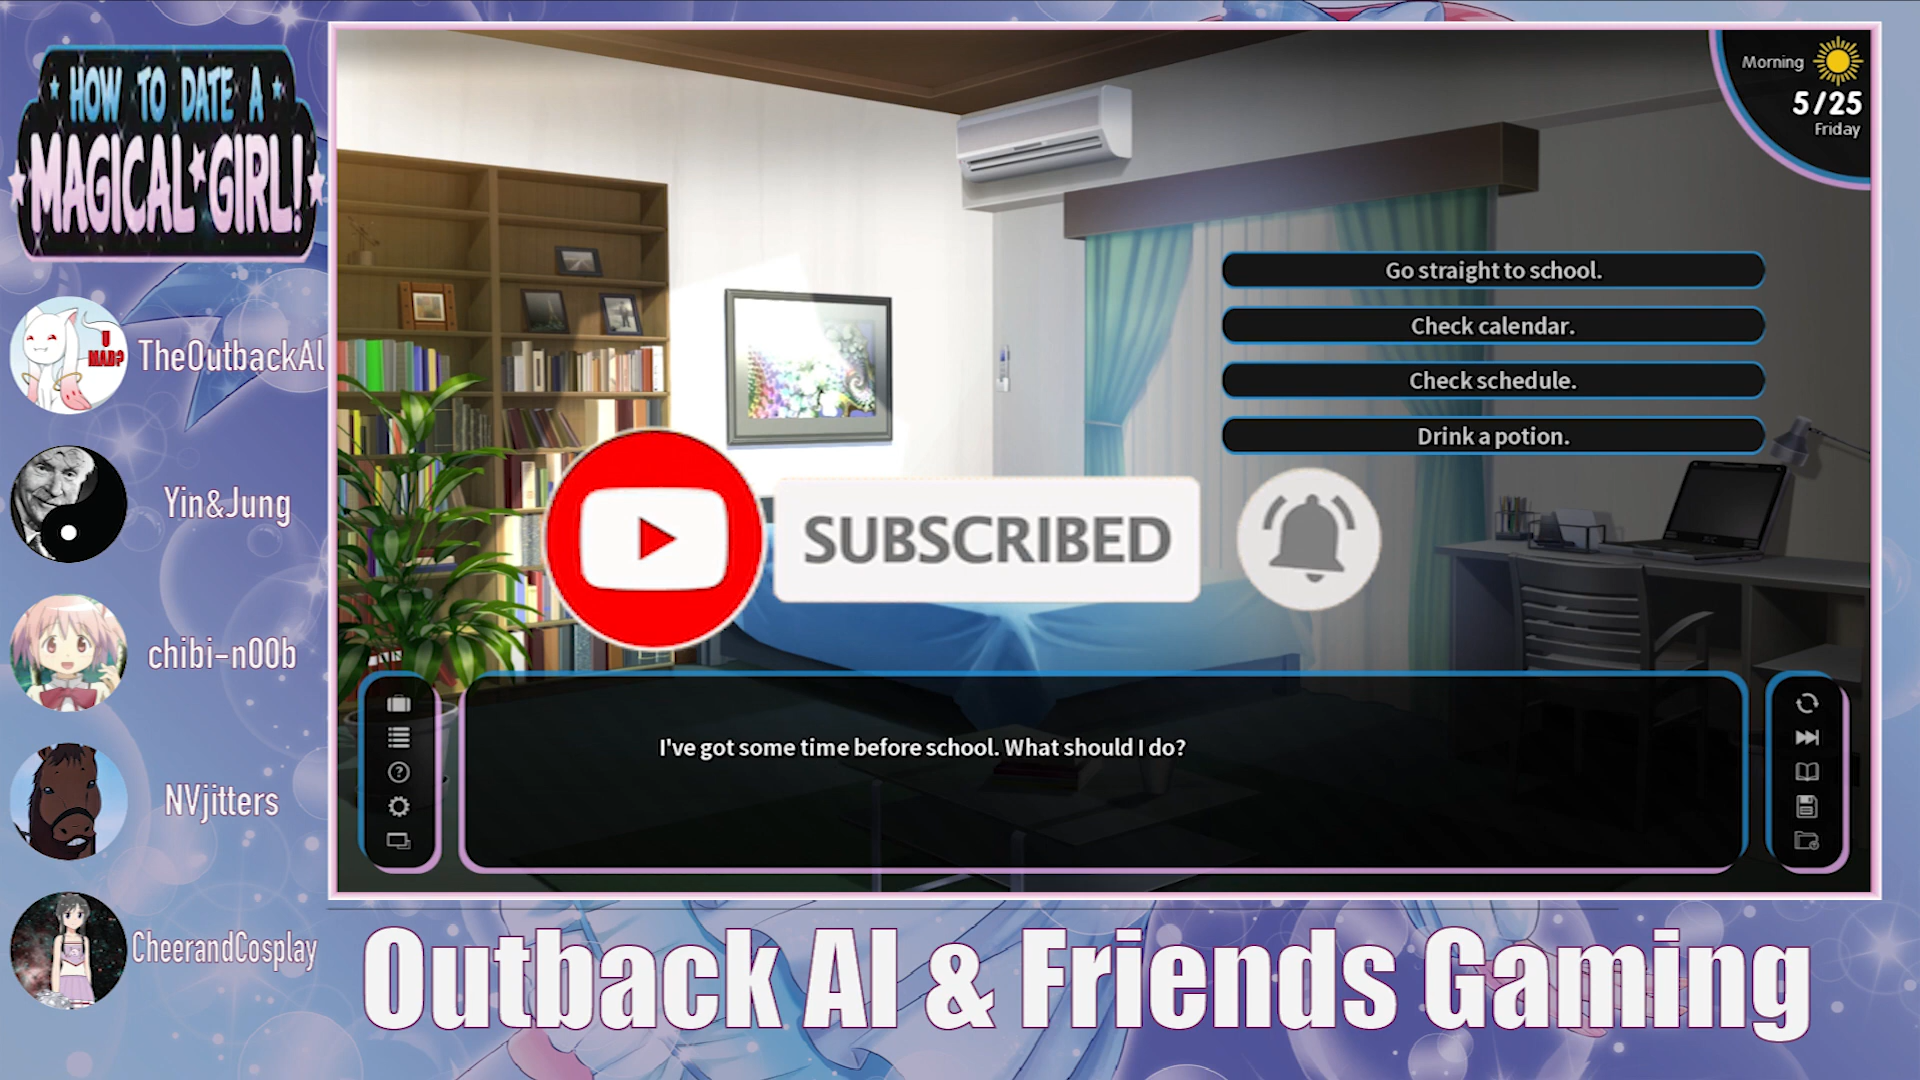 HOW TO DATE A
MAGICAL★GIRL!
U
MAD?
TheOutbackAl
Yin&Jung
chibi-n00b
NVjitters
CheerandCosplay
Morning
5/25
Friday
Go straight to school.
Check calendar.
Check schedule.
Drink a potion.
SUBSCRIBED
I've got some time before school. What should I do?
Outback Al & Friends Gaming